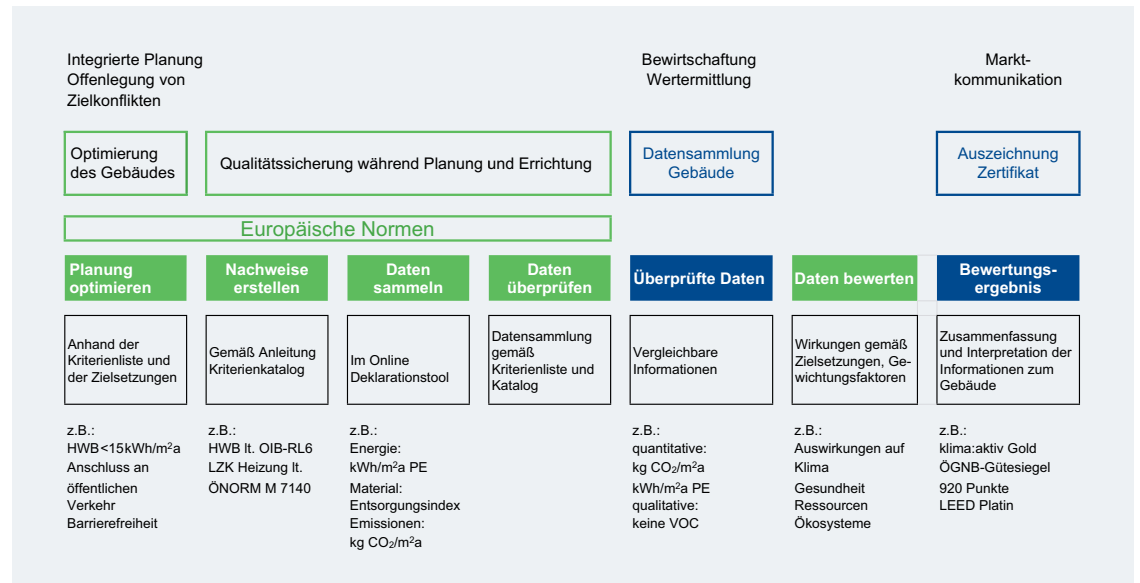 Integrierte Planung
Offenlegung von
Zielkonflikten
Bewirtschaftung
Wertermittlung
Markt-
kommunikation
Optimierung
des Gebäudes
Qualitätssicherung während Planung und Errichtung
Datensammlung
Gebäude
Auszeichnung
Zertifikat
Europäische Normen
Planung
optimieren
Nachweise
erstellen
Daten
sammeln
Daten
überprüfen
Überprüfte Daten
Daten bewerten
Bewertungs-
ergebnis
Anhand der
Kriterienliste und
der Zielsetzungen
Gemäß Anleitung
Kriterienkatalog
Im Online
Deklarationstool
Datensammlung
gemäß
Kriterienliste und
Katalog
Vergleichbare
Informationen
Wirkungen gemäß
Zielsetzungen, Ge-
wichtungsfaktoren
Zusammenfassung
und Interpretation der
Informationen zum
Gebäude
z.B.:
HWB<15kWh/m²a
Anschluss an
öffentlichen
Verkehr
Barrierefreiheit
z.B.:
HWB lt. OIB-RL6
LZK Heizung lt.
ÖNORM M 7140
z.B.:
Energie:
kWh/m²a PE
Material:
Entsorgungsindex
Emissionen:
kg CO₂/m²a
z.B.:
quantitative:
kg CO₂/m²a
kWh/m²a PE
qualitative:
keine VOC
z.B.:
Auswirkungen auf
Klima
Gesundheit
Ressourcen
Ökosysteme
z.B.:
klima:aktiv Gold
ÖGNB-Gütesiegel
920 Punkte
LEED Platin